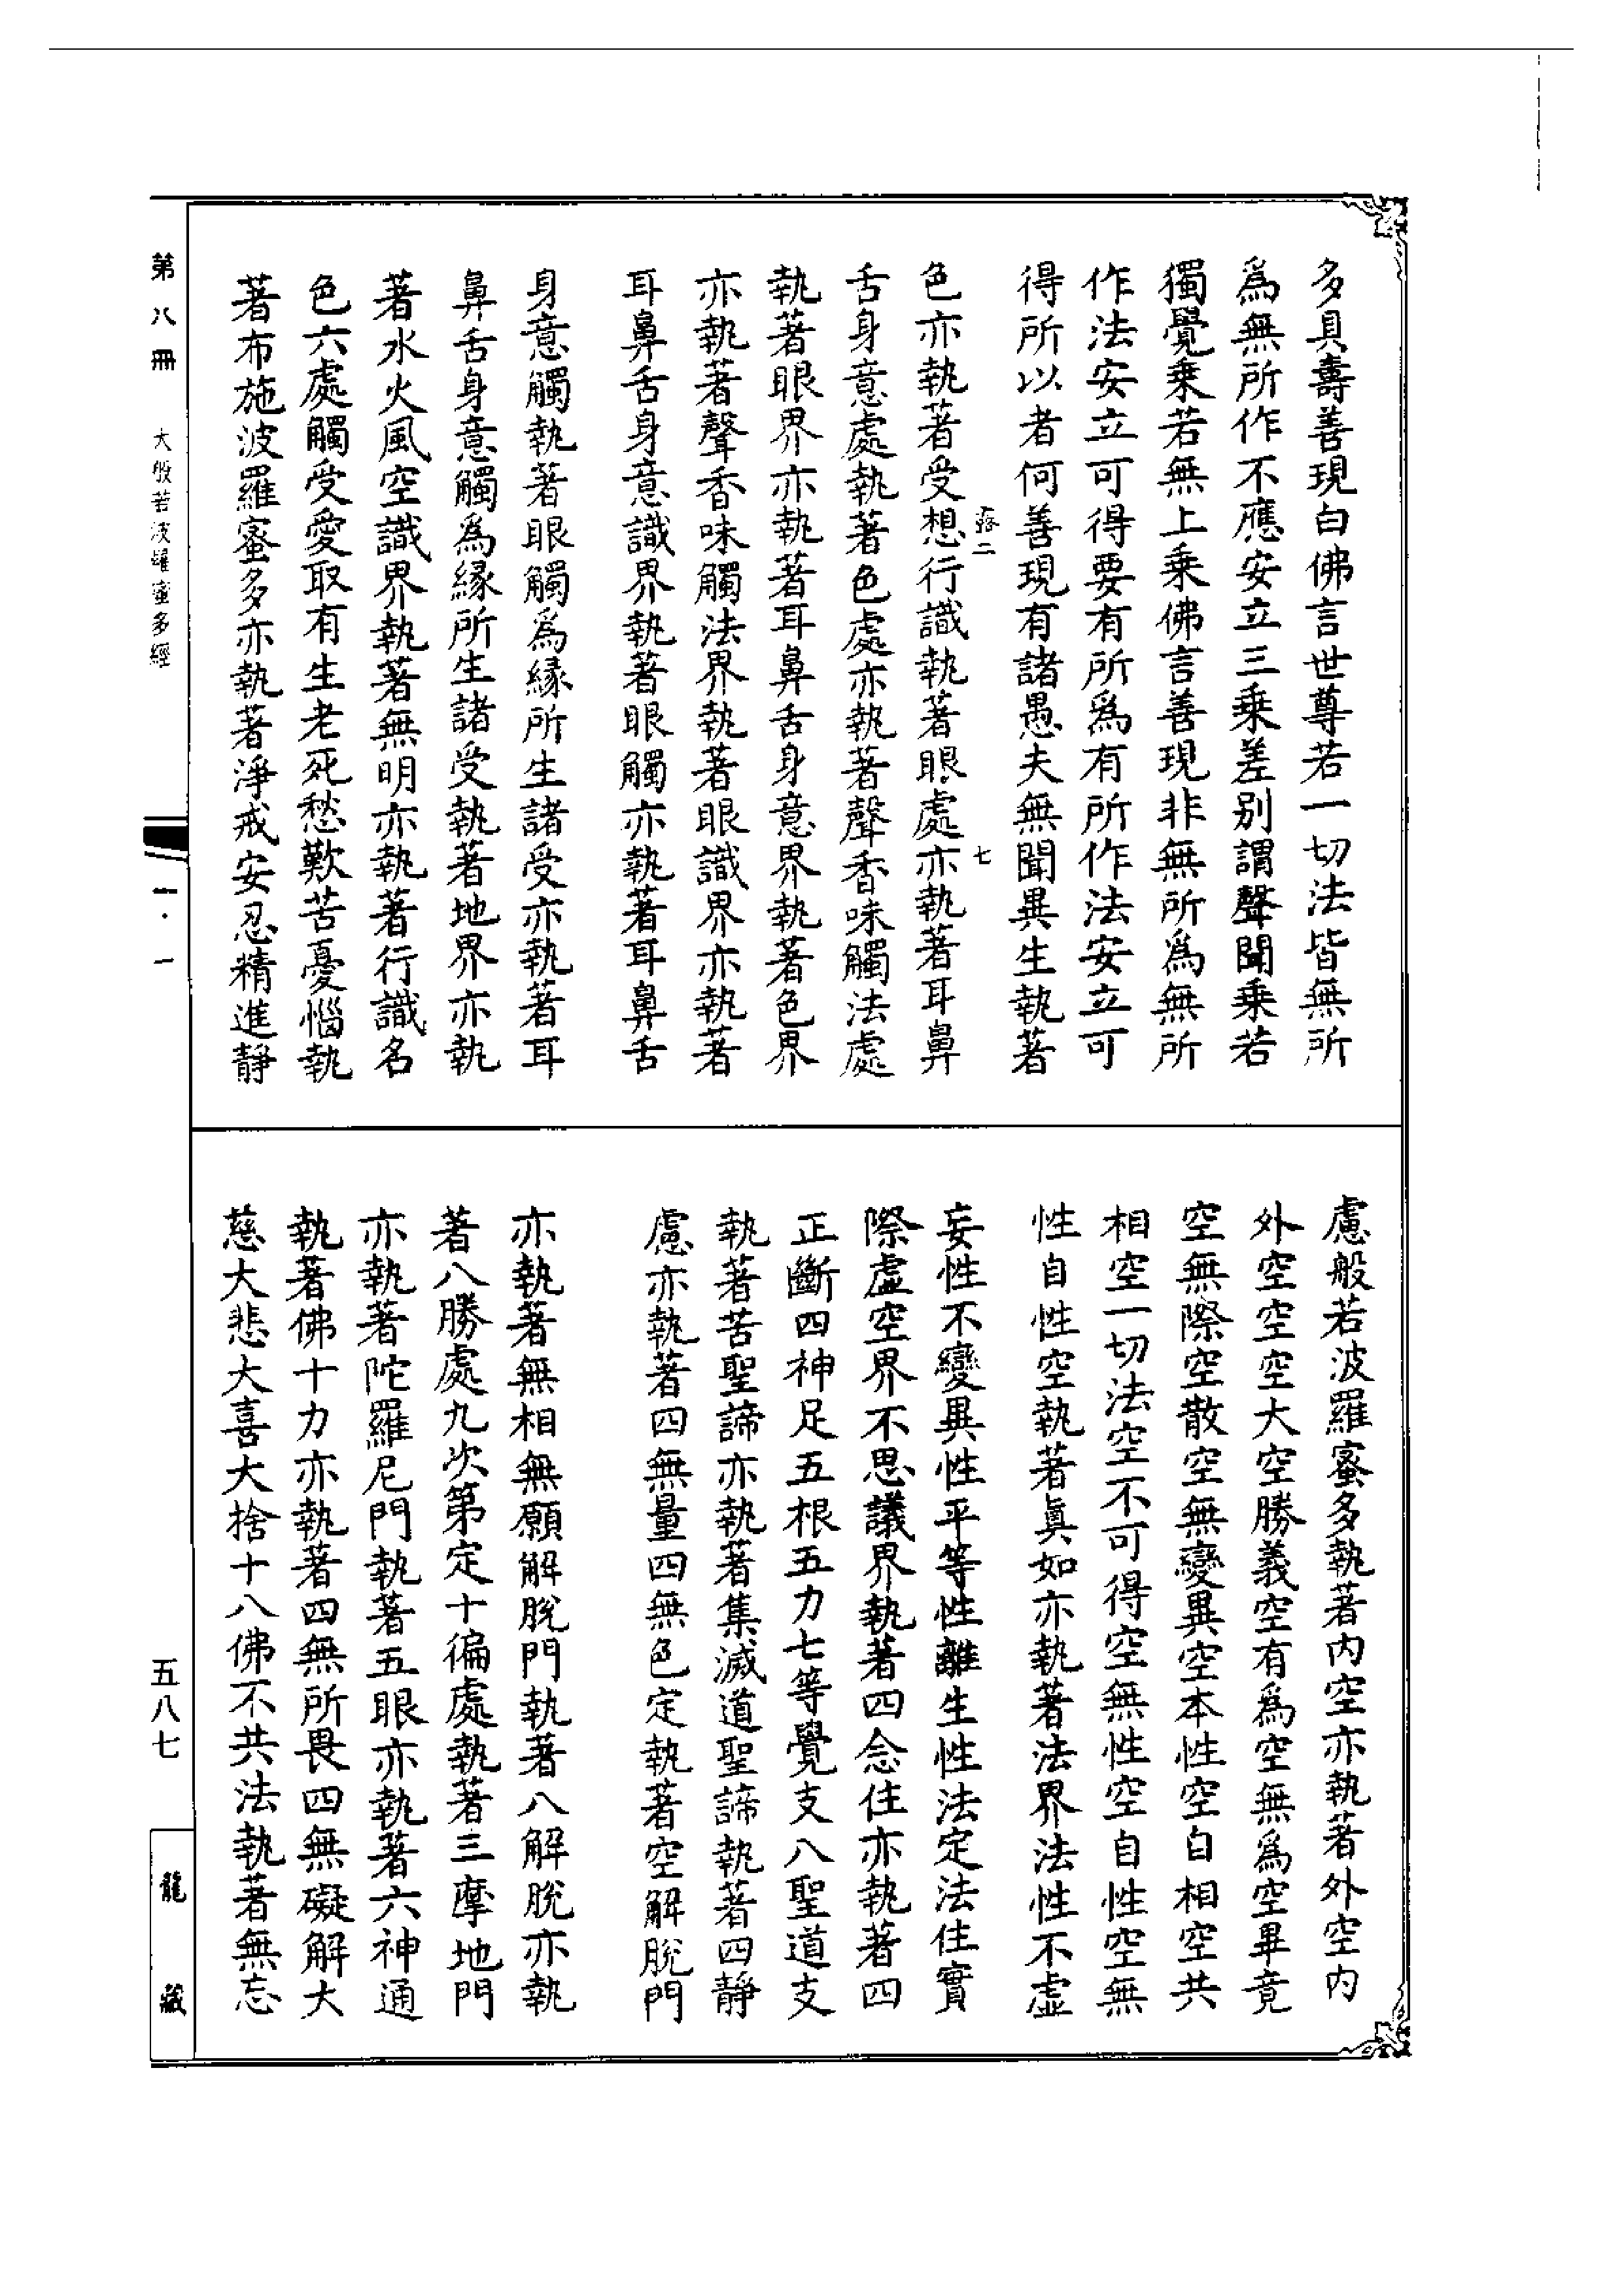 多具壽善現白佛言世尊若一切法皆無所
爲無所作不應安立三乘差别謂聲聞乘若
獨覺乘若無上乘佛言善現非無所爲無所
作法安立可得要有所爲有所作法安立可
得所以者何善現有諸愚夫無聞異生執著
二 七
色亦執著受想行識執著眼處亦執著耳鼻
舌身意處執著色處亦執著聲香味觸法處
執著眼界亦執著耳鼻舌身意界執著色界
亦執著聲香味觸法界執著眼識界亦執著
耳鼻舌身意識界執著眼觸亦執著耳鼻舌
身意觸執著眼觸爲緣所生諸受亦執著耳
鼻舌身意觸爲緣所生諸受執著地界亦執
著水火風空識界執著無明亦執著行識名
色六處觸受愛取有生老死愁歎苦憂惱執
著布施波羅蜜多亦執著淨戒安忍精進靜
慮般若波羅蜜多執著内空亦執著外空内
外空空空大空勝義空有爲空無爲空畢竟
空無際空散空無變異空本性空自相空共
相空一切法空不可得空無性空自性空無
性自性空執著真如亦執著法界法性不虛
妄性不變異性平等性離生性法定法住實
際虛空界不思議界執著四念住亦執著四
正斷四神足五根五力七等覺支八聖道支
執著苦聖諦亦執著集滅道聖諦執著四靜
慮亦執著四無量四無色定執著空解脫門
亦執著無相無願解脫門執著八解脫亦執
著八勝處九次第定十徧處執著三摩地門
亦執著陀羅尼門執著五眼亦執著六神通
執著佛十力亦執著四無所畏四無礙解大
慈大悲大喜大捨十八佛不共法執著無忘
第八冊 大般若波羅蜜多經 一·一
五八七
龍藏